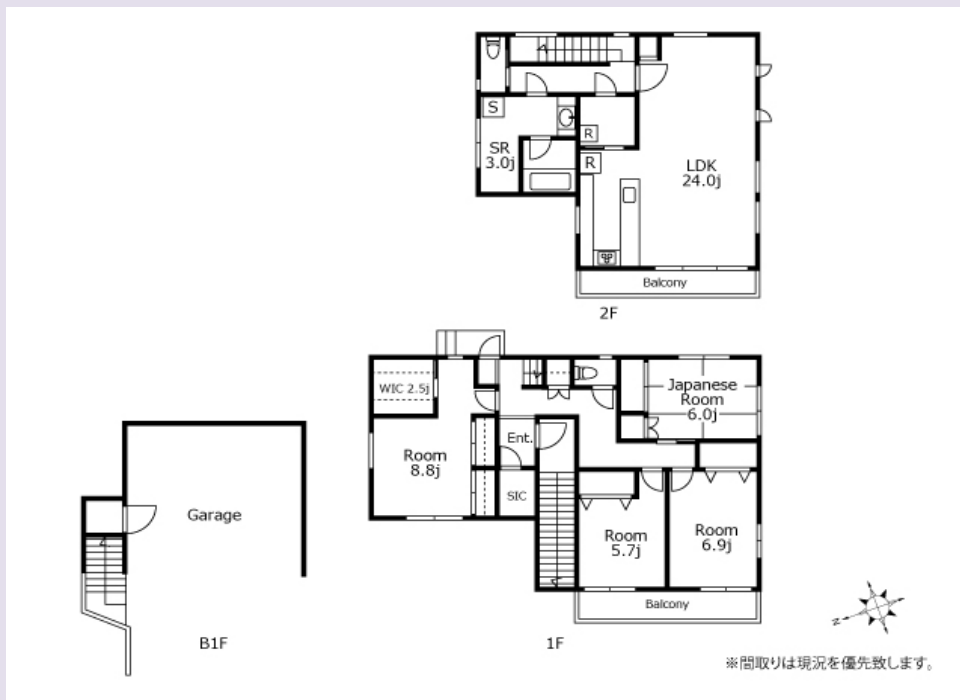 S
R
SR
3.0j
R
LDK
24.0j
Balcony
2F
WIC 2.5j
Japanese
Room
6.0j
Room
8.8j
Ent.
SIC
Room
5.7j
Room
6.9j
Balcony
1F
Garage
B1F
N
※間取りは現況を優先致します。